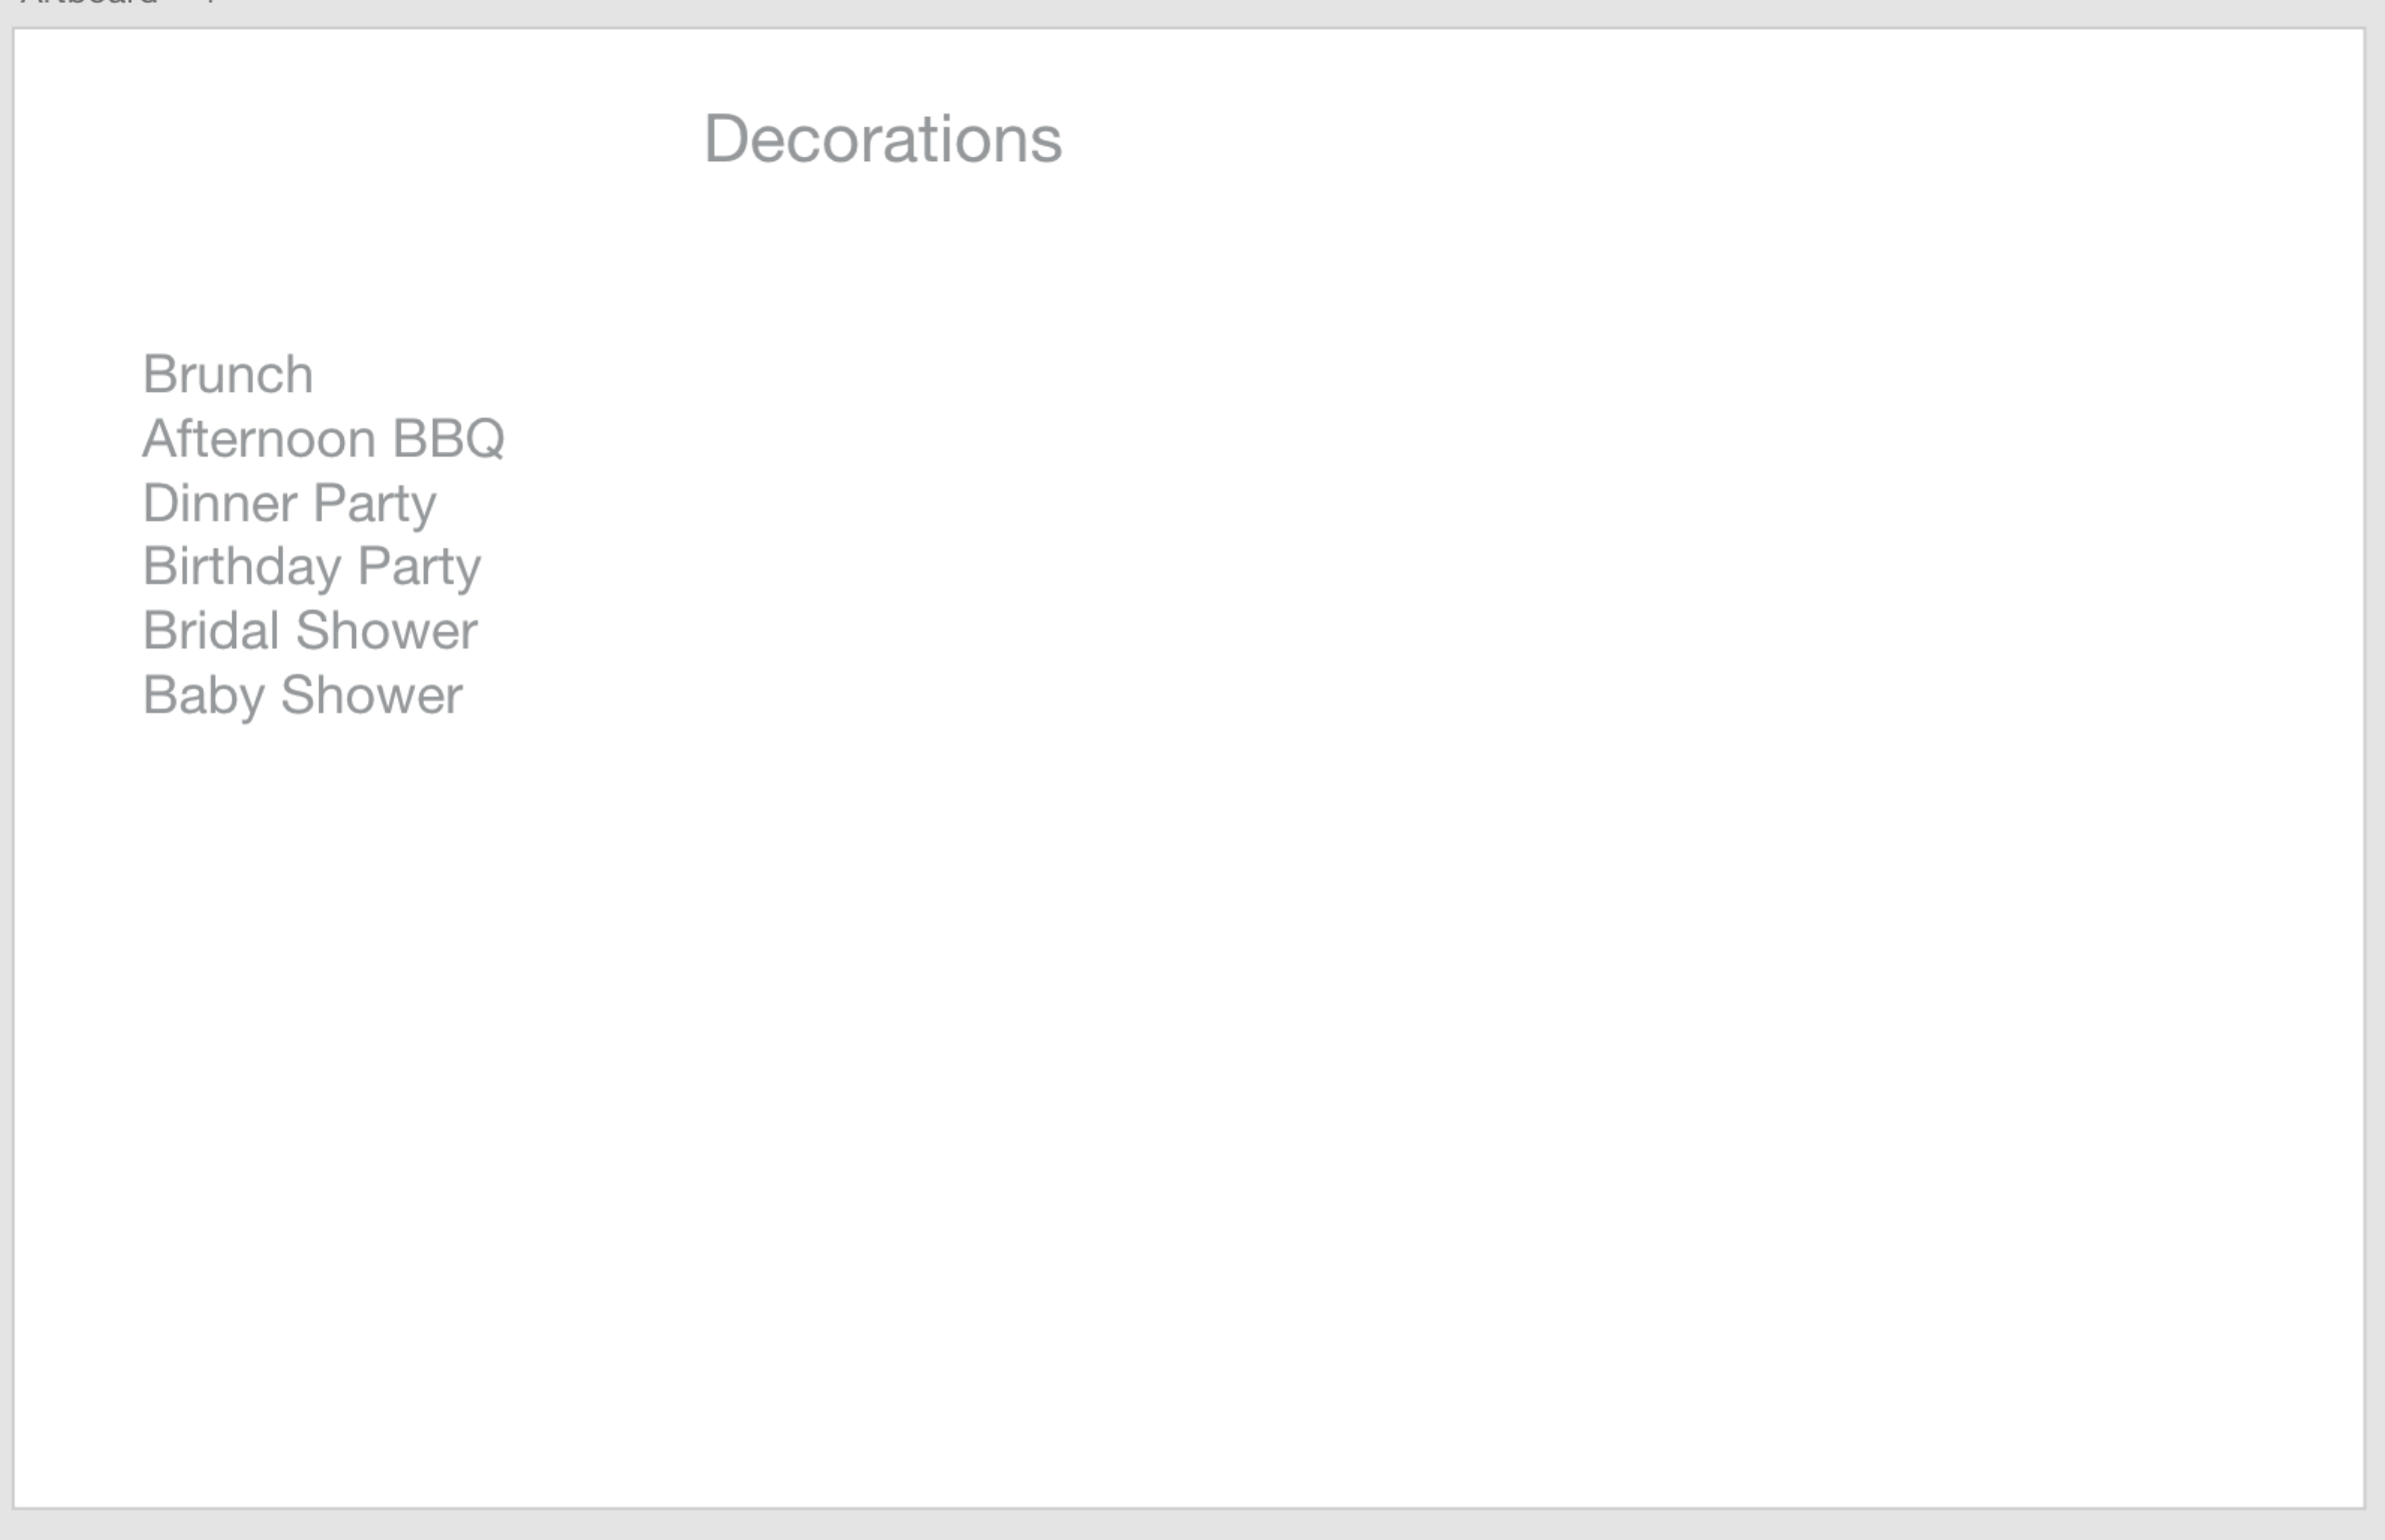 Decorations
Brunch
Afternoon BBQ
Dinner Party
Birthday Party
Bridal Shower
Baby Shower